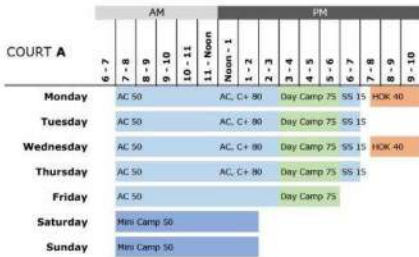 AM PM
COURT A 6 - 7 7 - 8 8 - 9 9 - 10 10 - 11 11 - Noon Noon - 1 1 - 2 2 - 3 3 - 4 4 - 5 5 - 6 6 - 7 7 - 8 8 - 9 9 - 10
Monday AC 50 AC, C+ 80 Day Camp 75 SS 15 HOK 40
Tuesday AC 50 AC, C+ 80 Day Camp 75 SS 15
Wednesday AC 50 AC, C+ 80 Day Camp 75 SS 15 HOK 40
Thursday AC 50 AC, C+ 80 Day Camp 75 SS 15
Friday AC 50 Day Camp 75
Saturday Mini Camp 50
Sunday Mini Camp 50